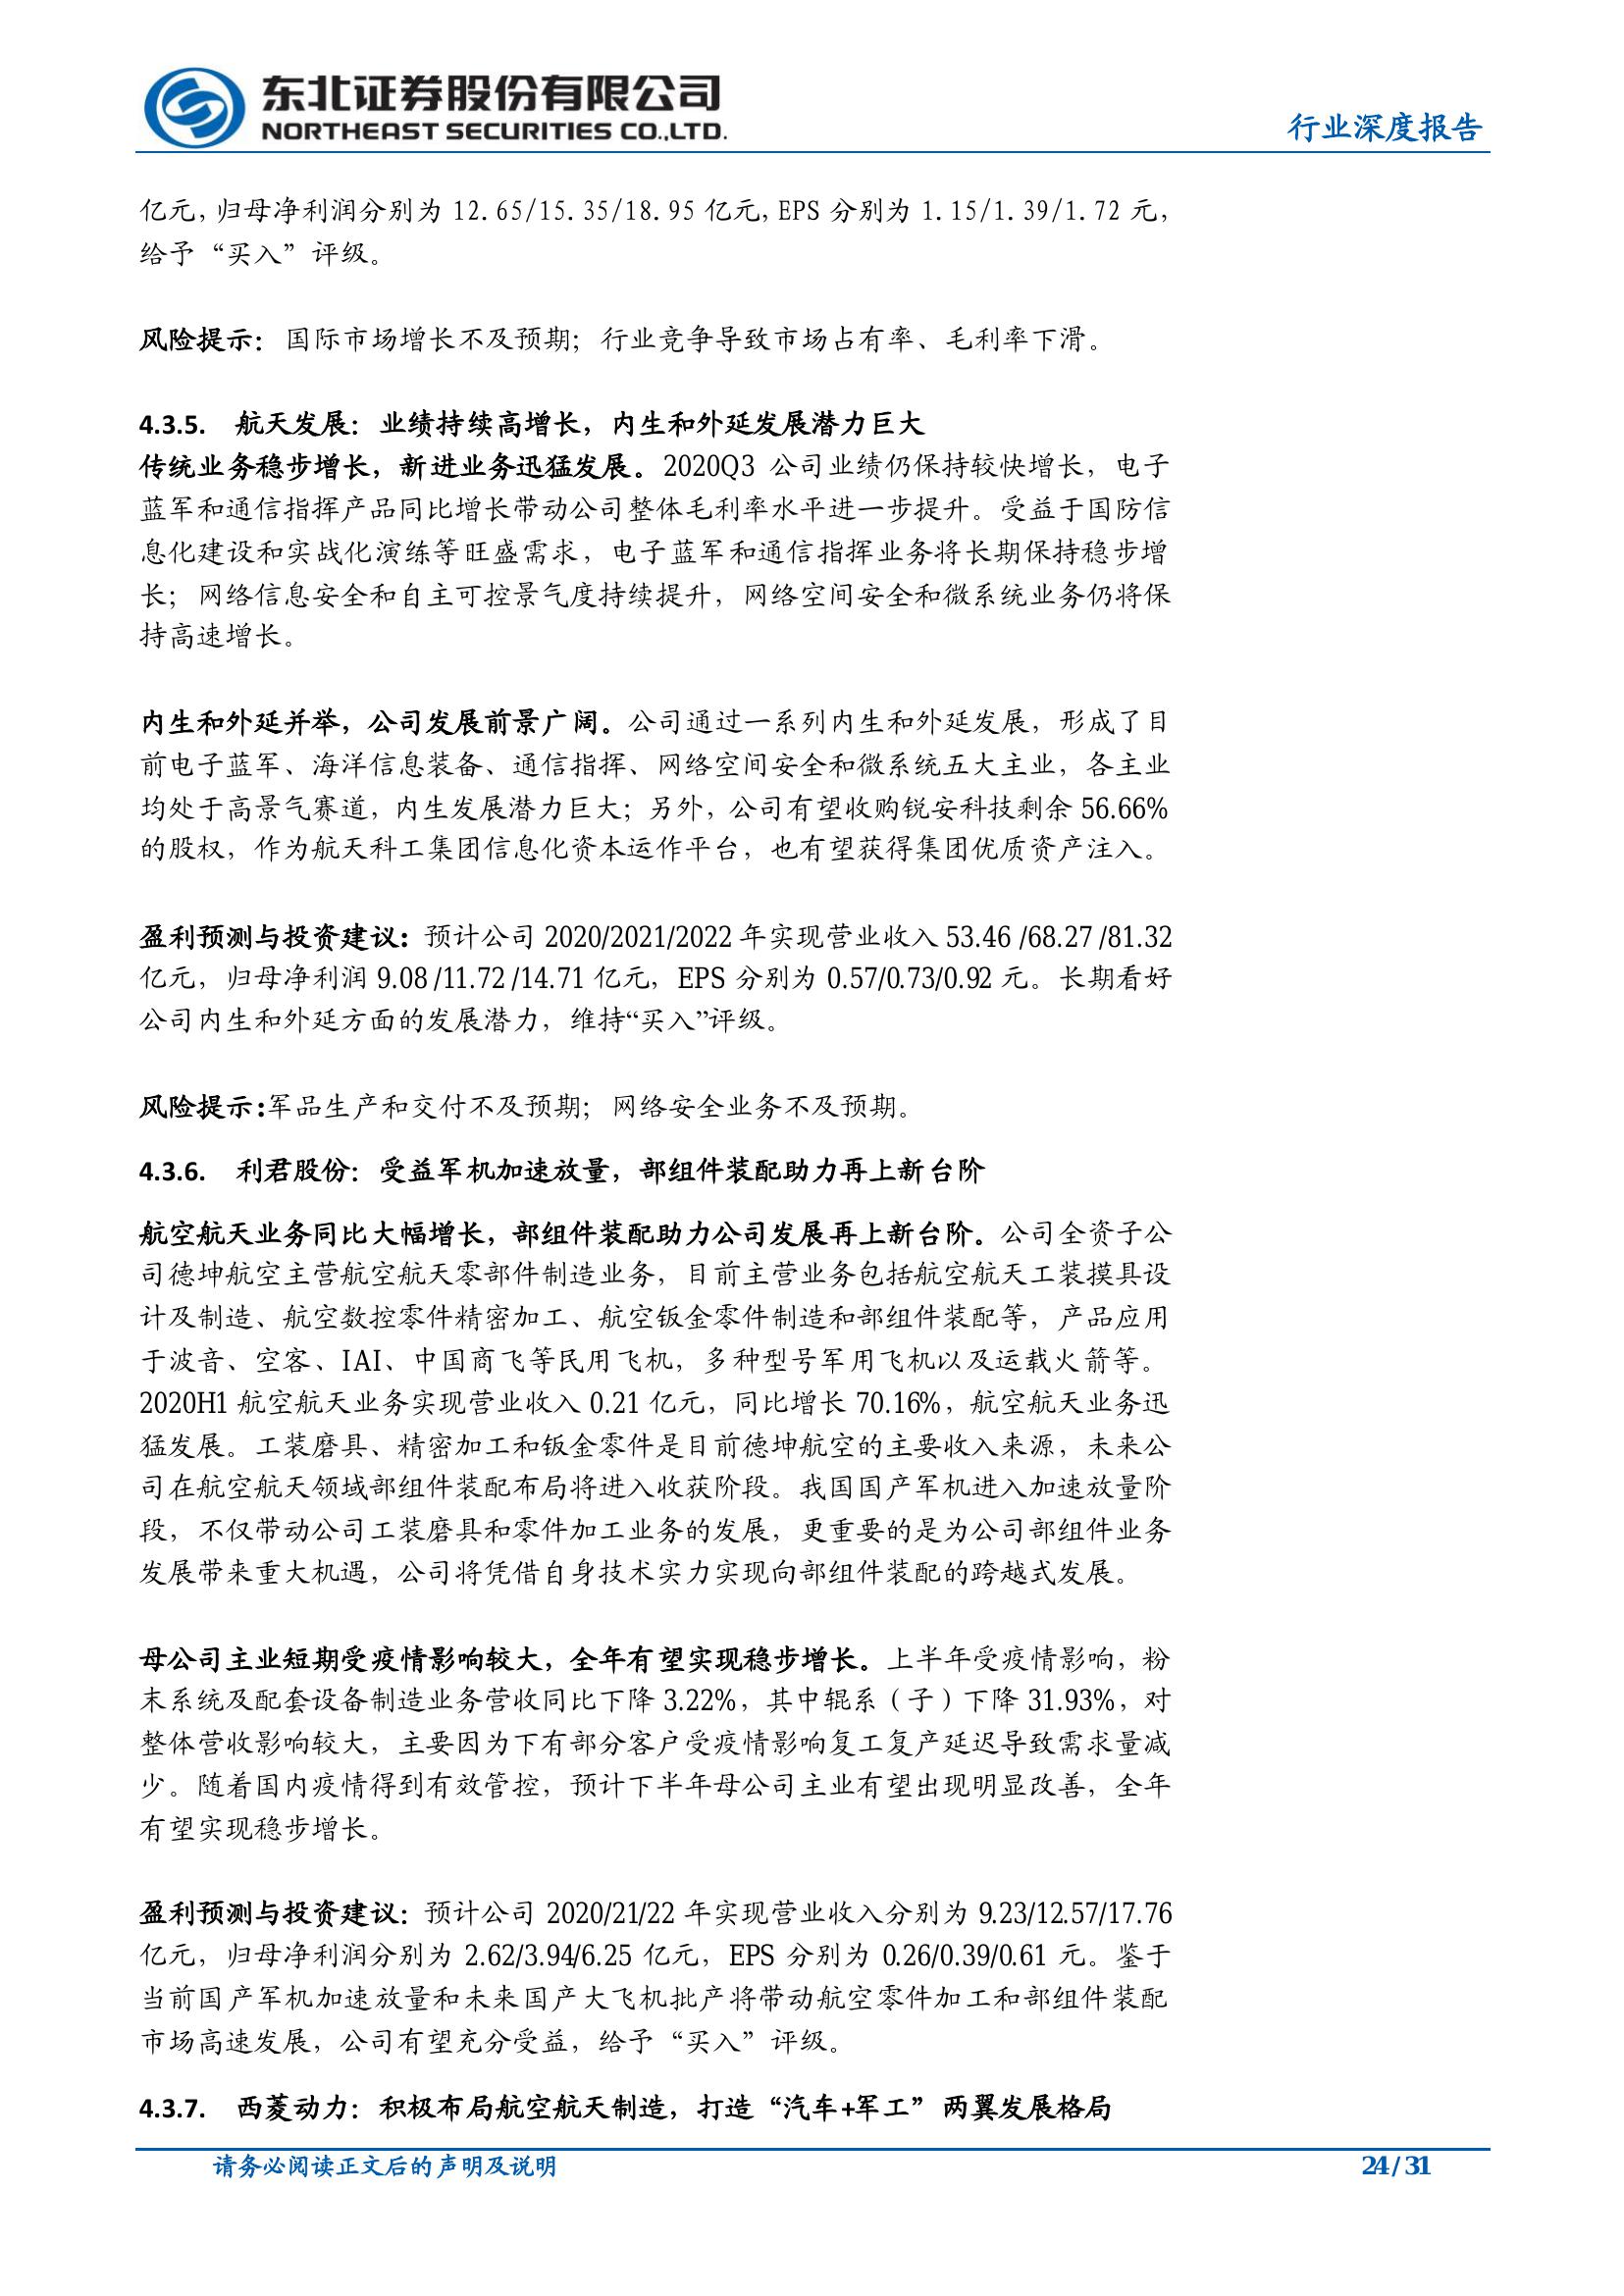 东北证券股份有限公司
NORTHEAST SECURITIES CO.,LTD.
行业深度报告
亿元，归母净利润分别为 12.65/15.35/18.95 亿元，EPS 分别为 1.15/1.39/1.72 元，
给予“买入”评级。
风险提示：国际市场增长不及预期；行业竞争导致市场占有率、毛利率下滑。
4.3.5. 航天发展：业绩持续高增长，内生和外延发展潜力巨大
传统业务稳步增长，新进业务迅猛发展。2020Q3 公司业绩仍保持较快增长，电子
蓝军和通信指挥产品同比增长带动公司整体毛利率水平进一步提升。受益于国防信
息化建设和实战化演练等旺盛需求，电子蓝军和通信指挥业务将长期保持稳步增
长；网络信息安全和自主可控景气度持续提升，网络空间安全和微系统业务仍将保
持高速增长。
内生和外延并举，公司发展前景广阔。公司通过一系列内生和外延发展，形成了目
前电子蓝军、海洋信息装备、通信指挥、网络空间安全和微系统五大主业，各主业
均处于高景气赛道，内生发展潜力巨大；另外，公司有望收购锐安科技剩余 56.66%
的股权，作为航天科工集团信息化资本运作平台，也有望获得集团优质资产注入。
盈利预测与投资建议：预计公司 2020/2021/2022 年实现营业收入 53.46 /68.27 /81.32
亿元，归母净利润 9.08 /11.72 /14.71 亿元，EPS 分别为 0.57/0.73/0.92 元。长期看好
公司内生和外延方面的发展潜力，维持“买入”评级。
风险提示:军品生产和交付不及预期；网络安全业务不及预期。
4.3.6. 利君股份：受益军机加速放量，部组件装配助力再上新台阶
航空航天业务同比大幅增长，部组件装配助力公司发展再上新台阶。公司全资子公
司德坤航空主营航空航天零部件制造业务，目前主营业务包括航空航天工装摸具设
计及制造、航空数控零件精密加工、航空钣金零件制造和部组件装配等，产品应用
于波音、空客、IAI、中国商飞等民用飞机，多种型号军用飞机以及运载火箭等。
2020H1 航空航天业务实现营业收入 0.21 亿元，同比增长 70.16%，航空航天业务迅
猛发展。工装磨具、精密加工和钣金零件是目前德坤航空的主要收入来源，未来公
司在航空航天领域部组件装配布局将进入收获阶段。我国国产军机进入加速放量阶
段，不仅带动公司工装磨具和零件加工业务的发展，更重要的是为公司部组件业务
发展带来重大机遇，公司将凭借自身技术实力实现向部组件装配的跨越式发展。
母公司主业短期受疫情影响较大，全年有望实现稳步增长。上半年受疫情影响，粉
末系统及配套设备制造业务营收同比下降 3.22%，其中辊系（子）下降 31.93%，对
整体营收影响较大，主要因为下有部分客户受疫情影响复工复产延迟导致需求量减
少。随着国内疫情得到有效管控，预计下半年母公司主业有望出现明显改善，全年
有望实现稳步增长。
盈利预测与投资建议：预计公司 2020/21/22 年实现营业收入分别为 9.23/12.57/17.76
亿元，归母净利润分别为 2.62/3.94/6.25 亿元，EPS 分别为 0.26/0.39/0.61 元。鉴于
当前国产军机加速放量和未来国产大飞机批产将带动航空零件加工和部组件装配
市场高速发展，公司有望充分受益，给予“买入”评级。
4.3.7. 西菱动力：积极布局航空航天制造，打造“汽车+军工”两翼发展格局
请务必阅读正文后的声明及说明
24 / 31